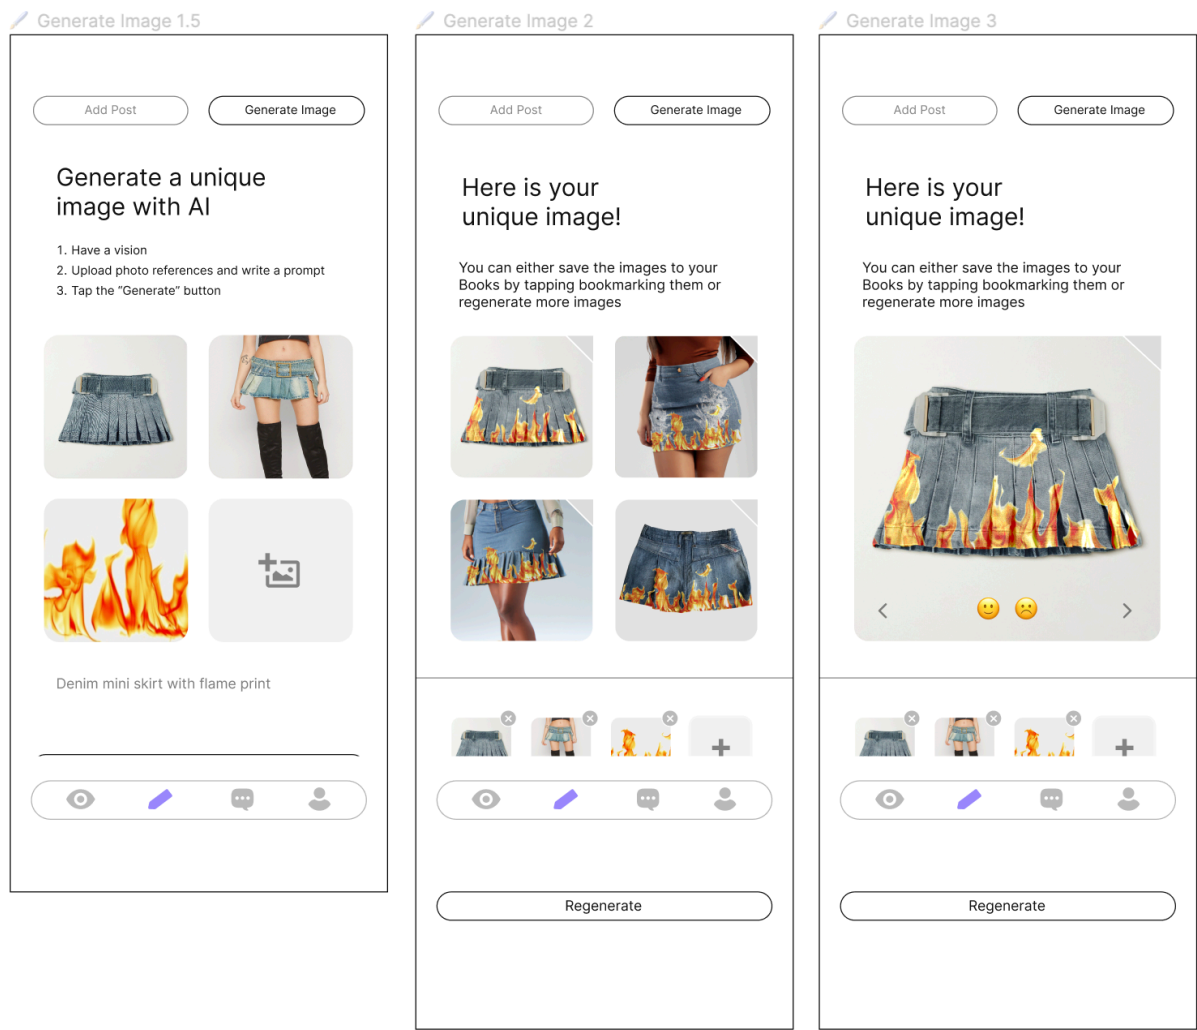 Generate Image 1.5
Add Post
Generate Image
Generate a unique
image with AI
1. Have a vision
2. Upload photo references and write a prompt
3. Tap the "Generate" button
Denim mini skirt with flame print
Generate Image 2
Add Post
Generate Image
Here is your
unique image!
You can either save the images to your
Books by tapping bookmarking them or
regenerate more images
Regenerate
Generate Image 3
Add Post
Generate Image
Here is your
unique image!
You can either save the images to your
Books by tapping bookmarking them or
regenerate more images
Regenerate